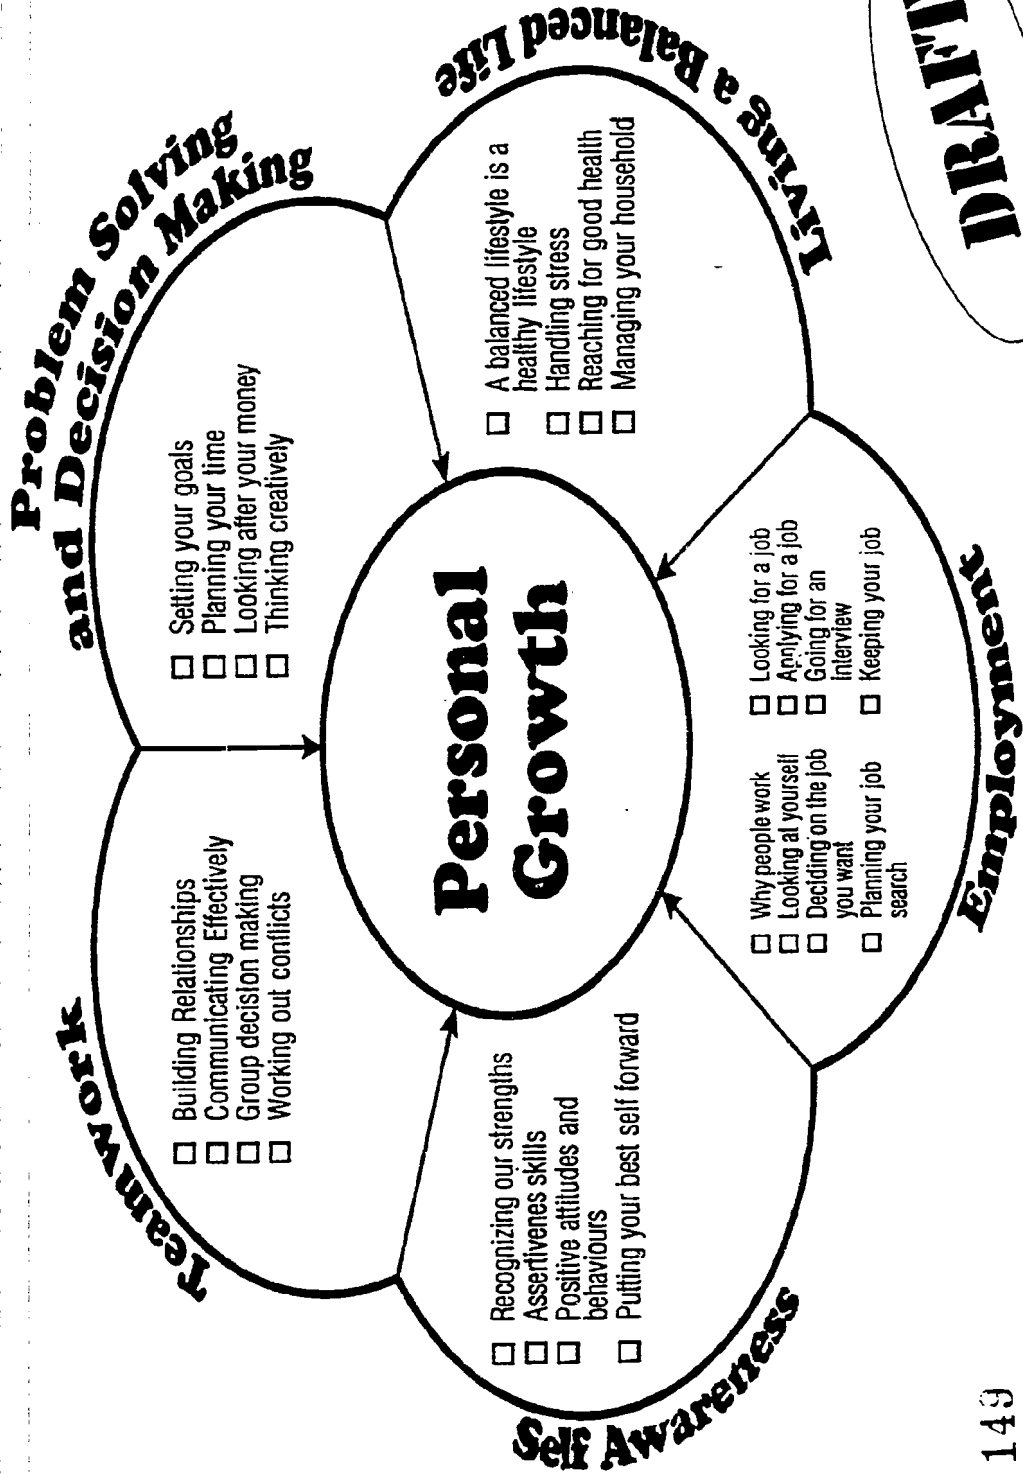 Teamwork
☐ Building Relationships
☐ Communicating Effectively
☐ Group decision making
☐ Working out conflicts
Problem Solving
and Decision Making
☐ Setting your goals
☐ Planning your time
☐ Looking after your money
☐ Thinking creatively
Personal
Growth
Self Awareness
☐ Recognizing our strengths
☐ Assertivenes skills
☐ Positive attitudes and
behaviours
☐ Putting your best self forward
Living a Balanced Life
☐ A balanced lifestyle is a
healthy lifestyle
☐ Handling stress
☐ Reaching for good health
☐ Managing your household
Employment
☐ Why people work
☐ Looking at yourself
☐ Deciding on the job
you want
☐ Planning your job
search
☐ Looking for a job
☐ Applying for a job
☐ Going for an
interview
☐ Keeping your job
DRAFT
149